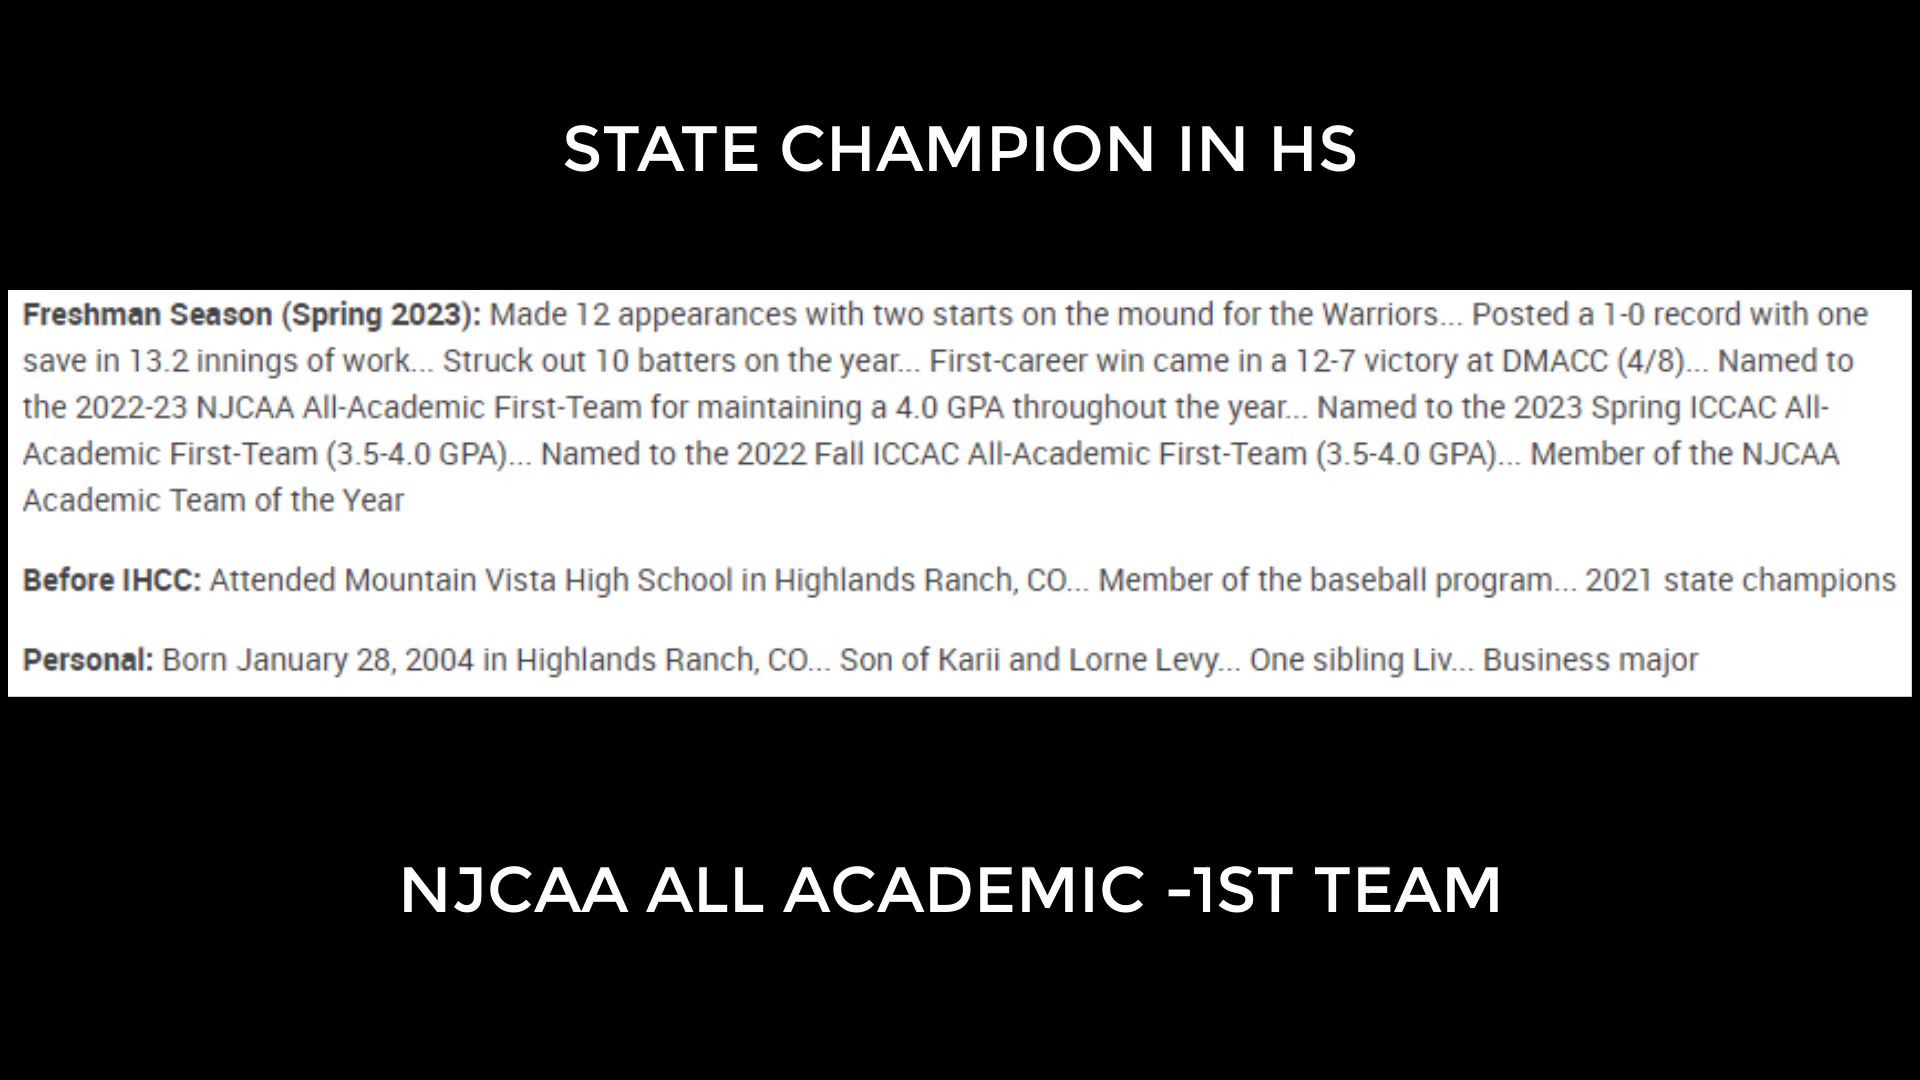 STATE CHAMPION IN HS
Freshman Season (Spring 2023): Made 12 appearances with two starts on the mound for the Warriors... Posted a 1-0 record with one
save in 13.2 innings of work... Struck out 10 batters on the year... First-career win came in a 12-7 victory at DMACC (4/8)... Named to
the 2022-23 NJCAA All-Academic First-Team for maintaining a 4.0 GPA throughout the year... Named to the 2023 Spring ICCAC All-
Academic First-Team (3.5-4.0 GPA)... Named to the 2022 Fall ICCAC All-Academic First-Team (3.5-4.0 GPA)... Member of the NJCAA
Academic Team of the Year
Before IHCC: Attended Mountain Vista High School in Highlands Ranch, CO... Member of the baseball program... 2021 state champions
Personal: Born January 28, 2004 in Highlands Ranch, CO... Son of Karii and Lorne Levy... One sibling Liv... Business major
NJCAA ALL ACADEMIC -1ST TEAM